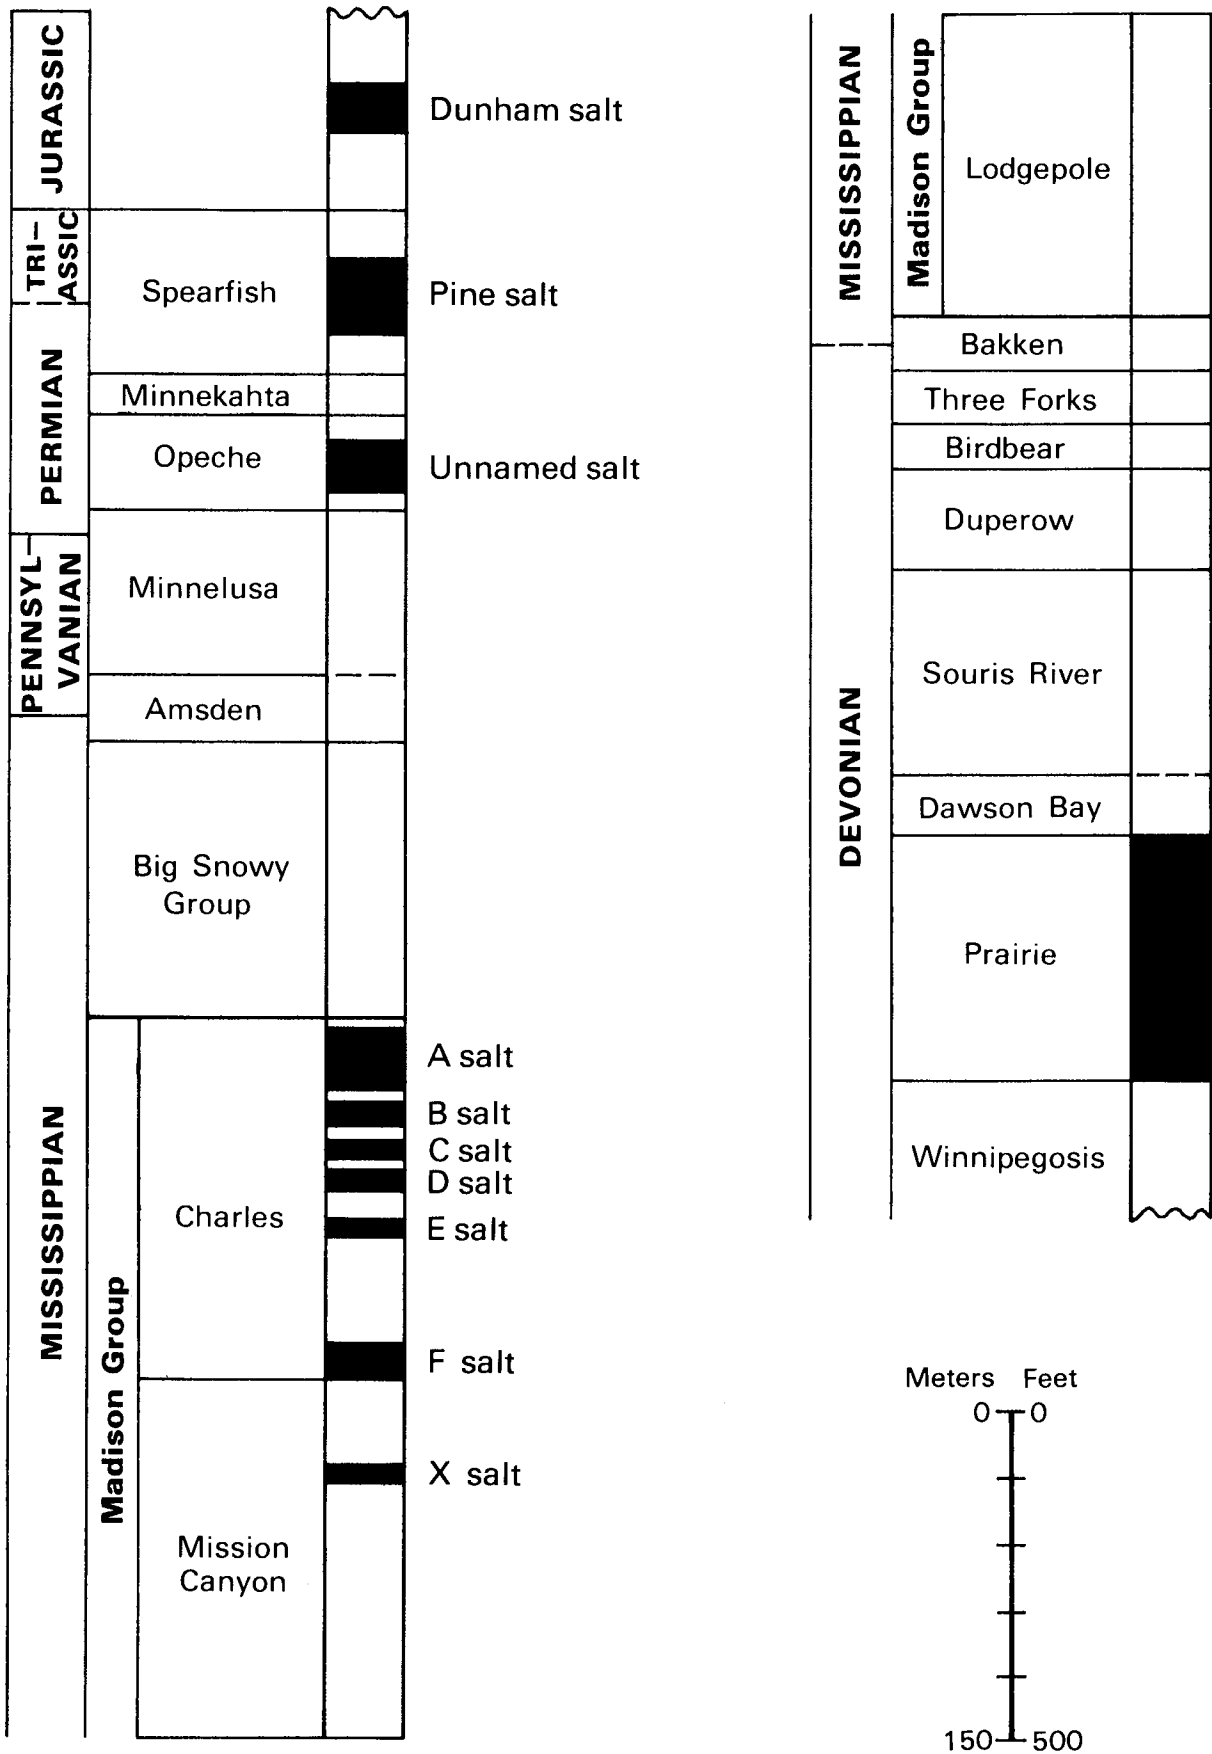 JURASSIC
Dunham salt
TRI—
ASSIC
Spearfish
Pine salt
PERMIAN
Minnekahta
Opeche
Unnamed salt
PENNSYL—
VANIAN
Minnelusa
Amsden
MISSISSIPPIAN
Big Snowy
Group
Madison Group
Charles
A salt
B salt
C salt
D salt
E salt
F salt
Mission
Canyon
X salt
MISSISSIPPIAN
Madison Group
Lodgepole
Bakken
DEVONIAN
Three Forks
Birdbear
Duperow
Souris River
Dawson Bay
Prairie
Winnipegosis
Meters Feet
0 0
150 500